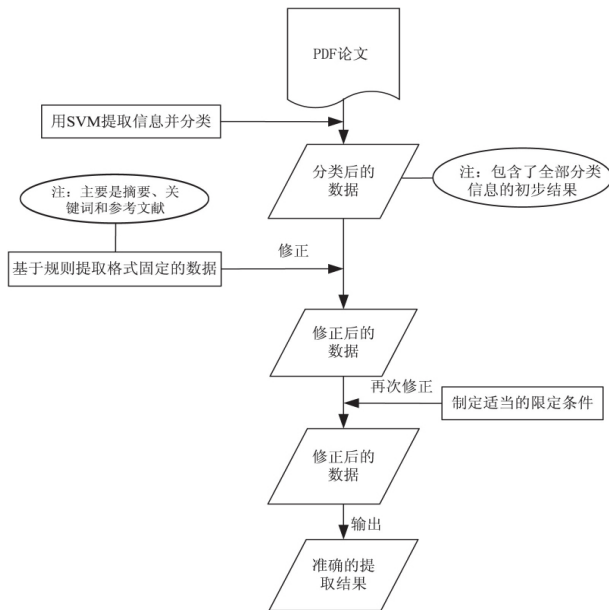 PDF论文
用SVM提取信息并分类
分类后的
数据
注：包含了全部分类
信息的初步结果
注：主要是摘要、关
键词和参考文献
基于规则提取格式固定的数据
修正
修正后的
数据
再次修正
制定适当的限定条件
修正后的
数据
输出
准确的提
取结果